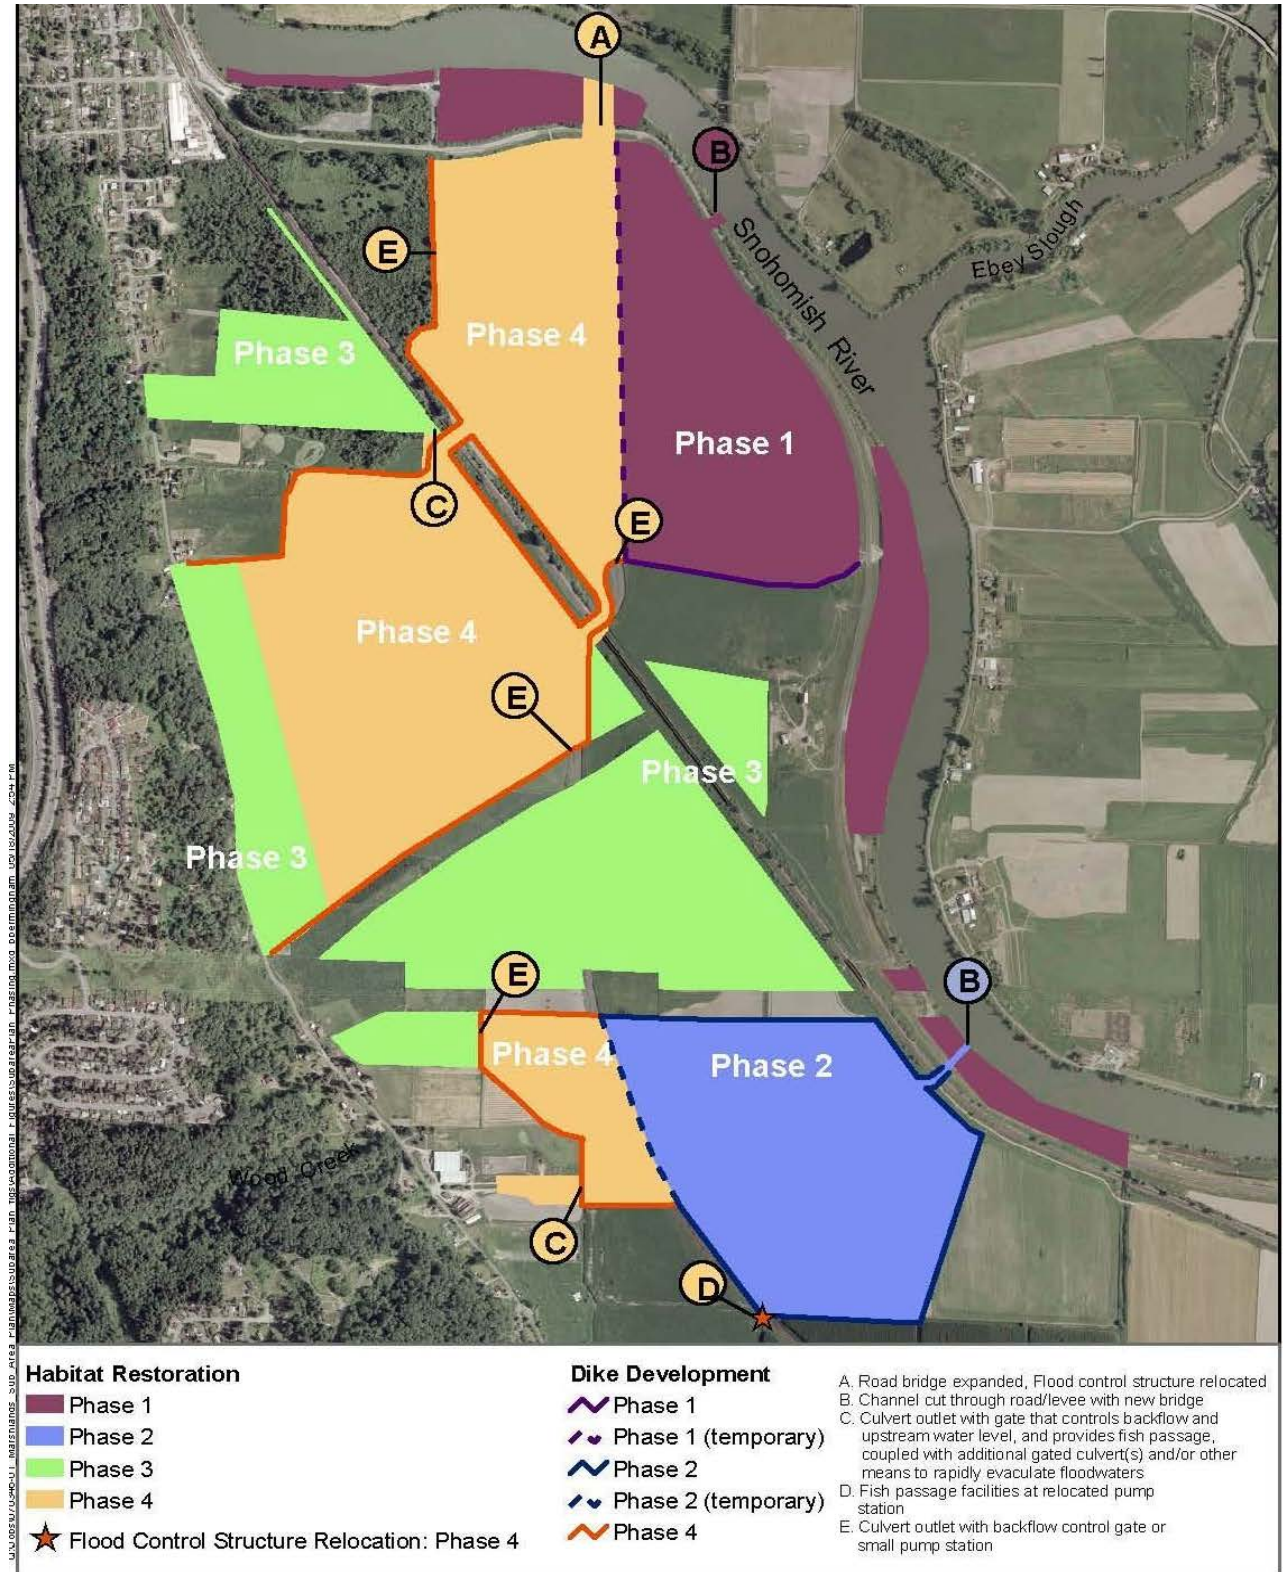 A
B
Snohomish River
Ebey Slough
E
Phase 4
Phase 3
Phase 1
C
E
Phase 4
E
Phase 3
Phase 3
E
B
Phase 4
Phase 2
Wood Creek
C
D
Habitat Restoration
Phase 1
Phase 2
Phase 3
Phase 4
Flood Control Structure Relocation: Phase 4
Dike Development
Phase 1
Phase 1 (temporary)
Phase 2
Phase 2 (temporary)
Phase 4
A. Road bridge expanded, Flood control structure relocated
B. Channel cut through road/levee with new bridge
C. Culvert outlet with gate that controls backflow and
upstream water level, and provides fish passage,
coupled with additional gated culvert(s) and/or other
means to rapidly evaculate floodwaters
D. Fish passage facilities at relocated pump
station
E. Culvert outlet with backflow control gate or
small pump station